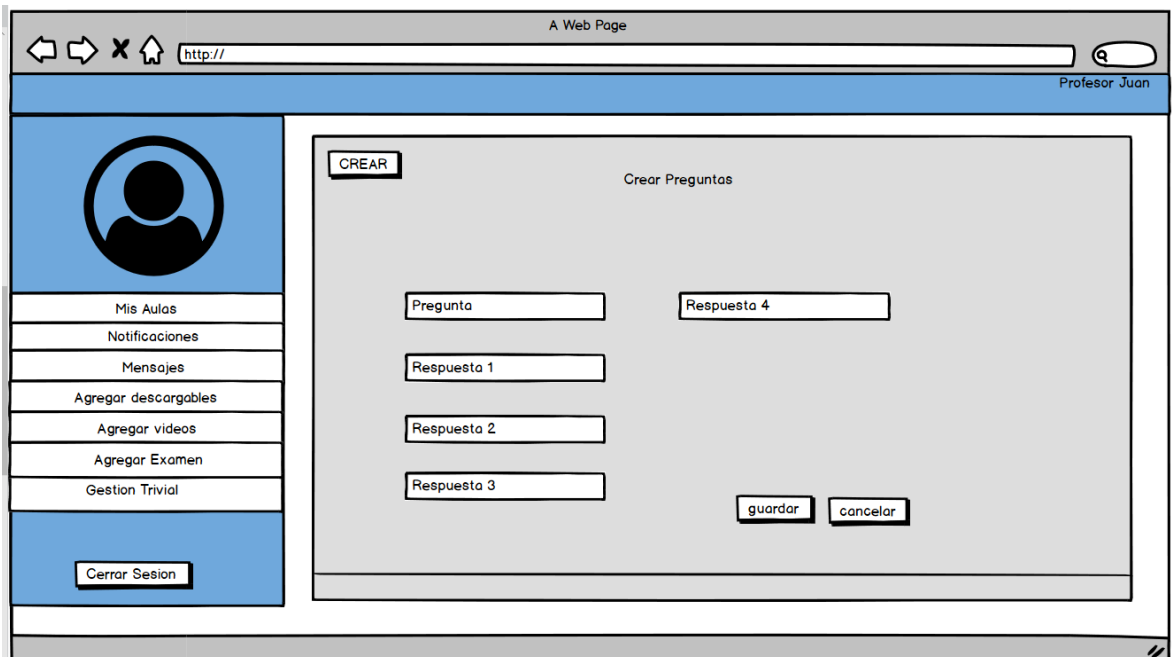 A Web Page
http://
Profesor Juan
Mis Aulas
Notificaciones
Mensajes
Agregar descargables
Agregar videos
Agregar Examen
Gestion Trivial
Cerrar Sesion
CREAR
Crear Preguntas
Pregunta
Respuesta 1
Respuesta 2
Respuesta 3
Respuesta 4
guardar
cancelar